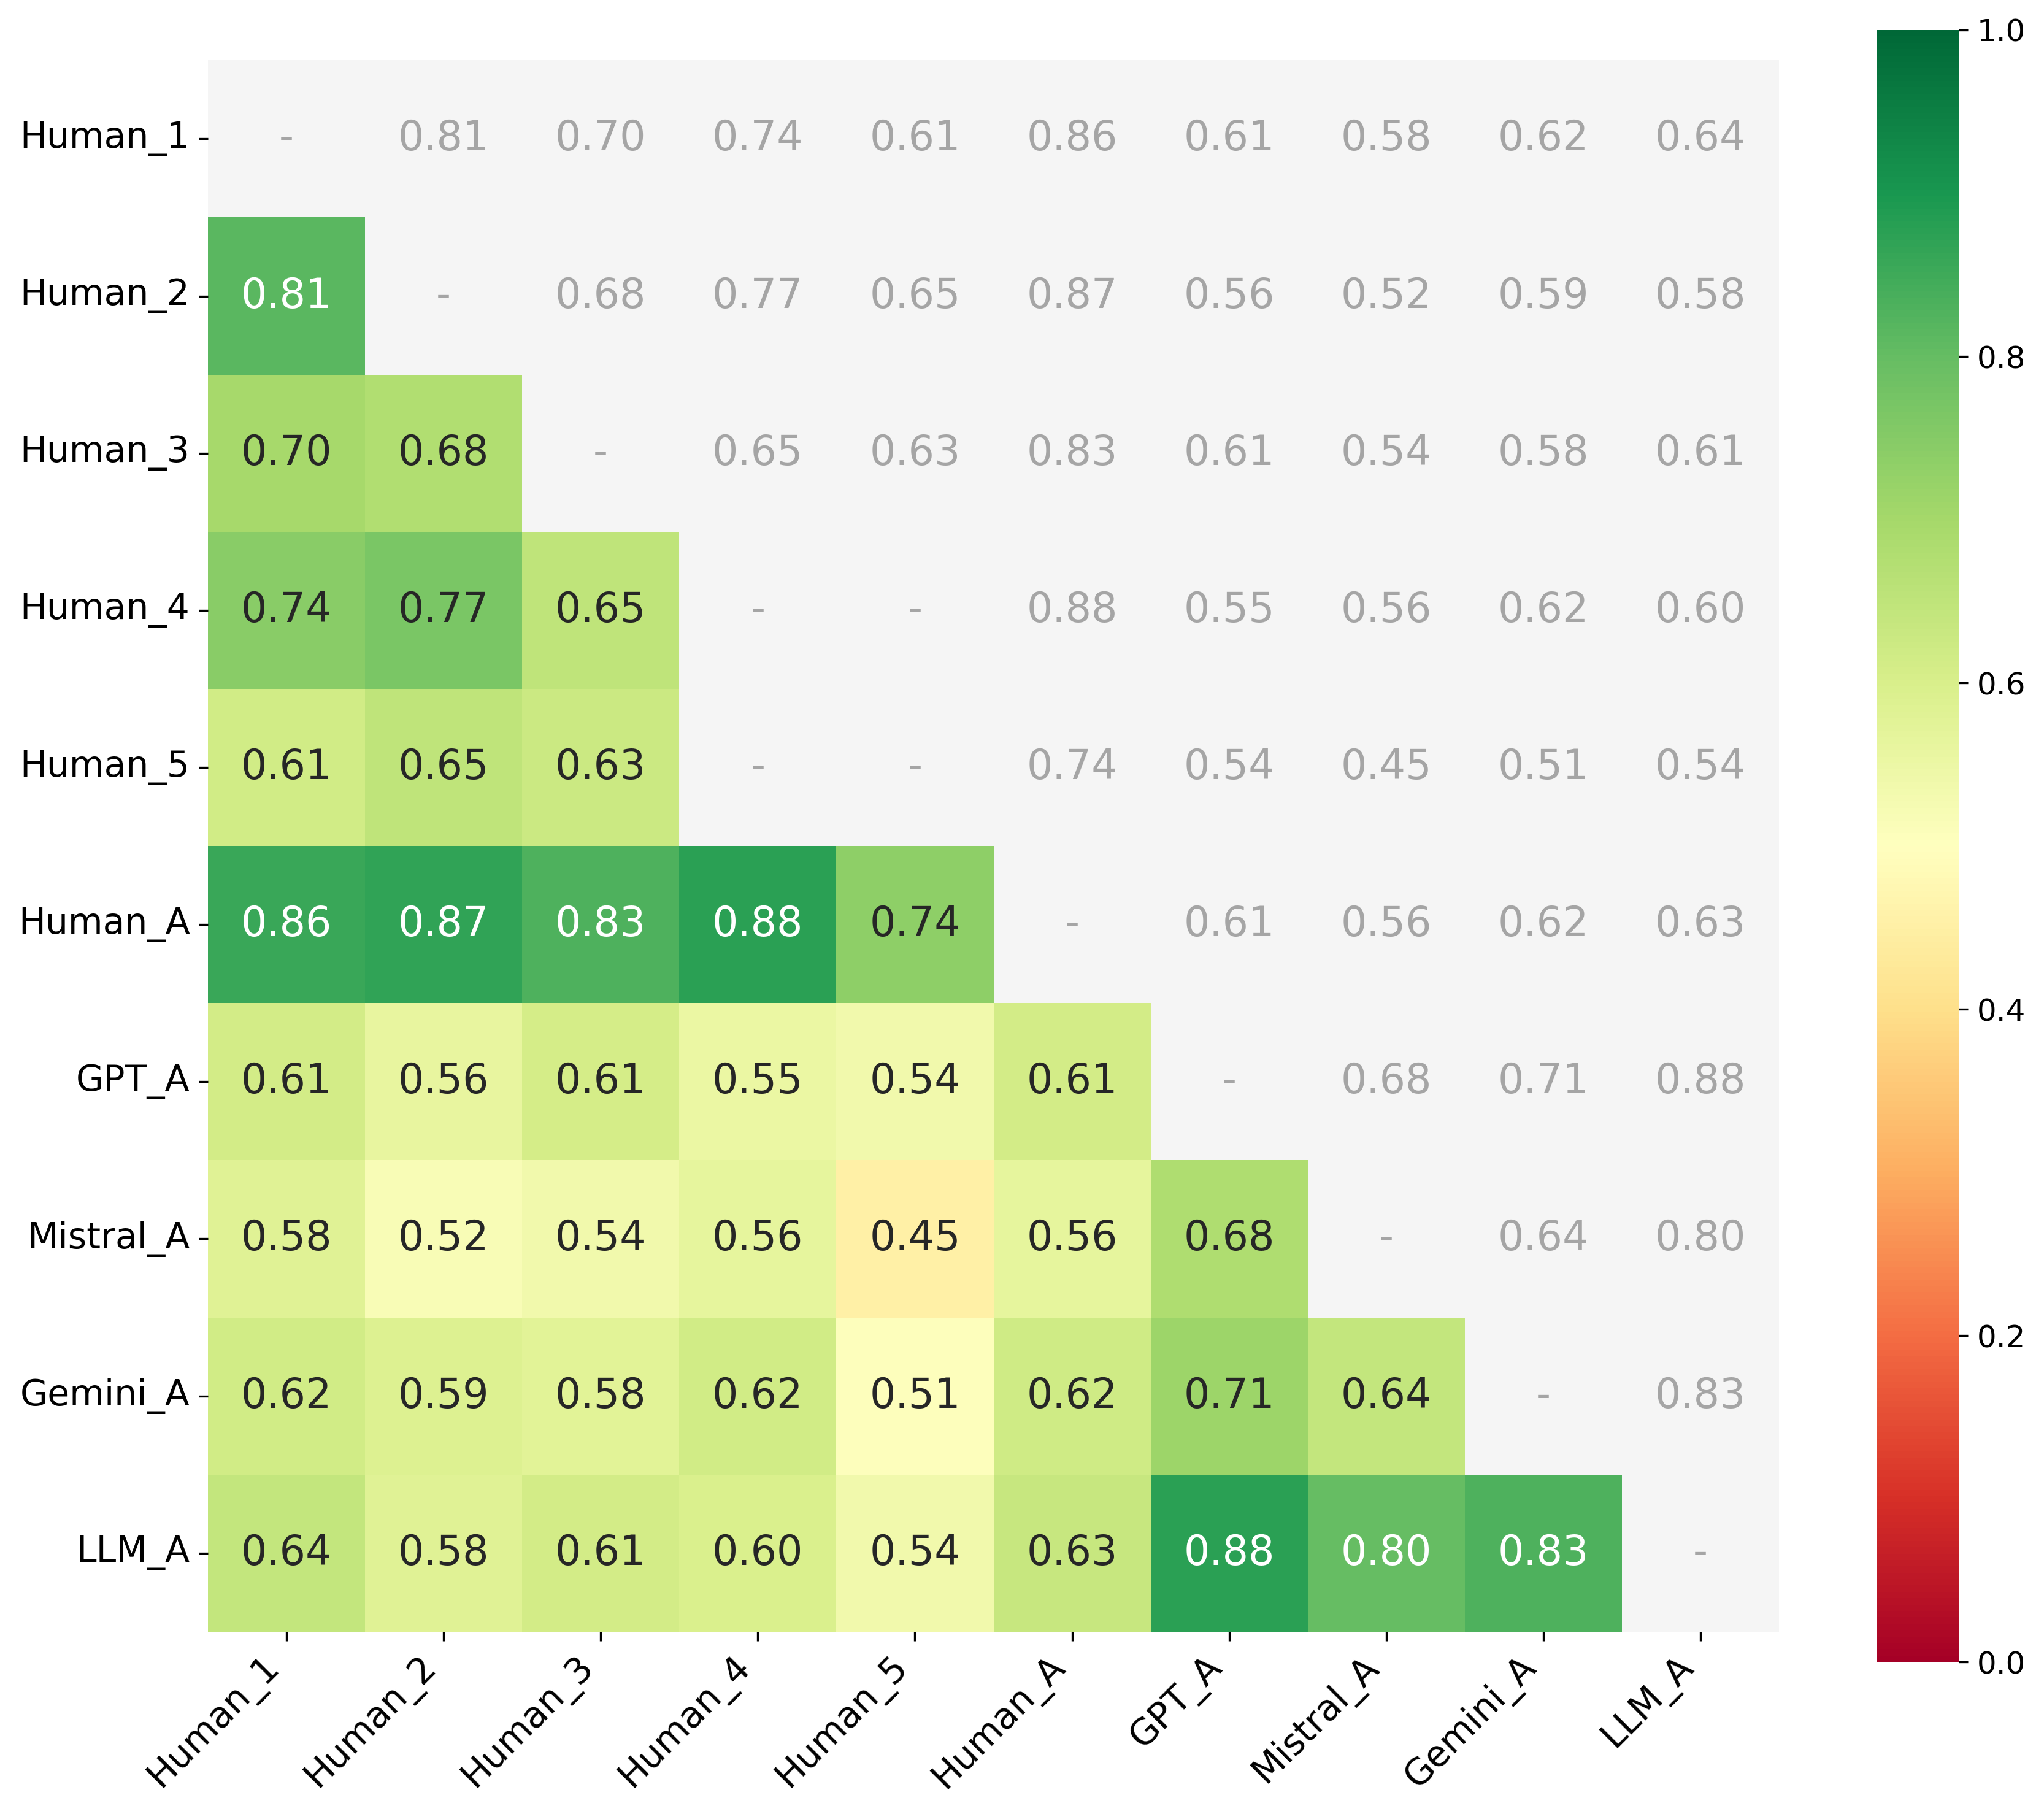 1.0
Human_1 - 0.81 0.70 0.74 0.61 0.86 0.61 0.58 0.62 0.64
Human_2 0.81 - 0.68 0.77 0.65 0.87 0.56 0.52 0.59 0.58
0.8
Human_3 0.70 0.68 - 0.65 0.63 0.83 0.61 0.54 0.58 0.61
Human_4 0.74 0.77 0.65 - - 0.88 0.55 0.56 0.62 0.60
0.6
Human_5 0.61 0.65 0.63 - - 0.74 0.54 0.45 0.51 0.54
Human_A 0.86 0.87 0.83 0.88 0.74 - 0.61 0.56 0.62 0.63
0.4
GPT_A 0.61 0.56 0.61 0.55 0.54 0.61 - 0.68 0.71 0.88
Mistral_A 0.58 0.52 0.54 0.56 0.45 0.56 0.68 - 0.64 0.80
0.2
Gemini_A 0.62 0.59 0.58 0.62 0.51 0.62 0.71 0.64 - 0.83
LLM_A 0.64 0.58 0.61 0.60 0.54 0.63 0.88 0.80 0.83 -
0.0
Human_1 Human_2 Human_3 Human_4 Human_5 Human_A GPT_A Mistral_A Gemini_A LLM_A